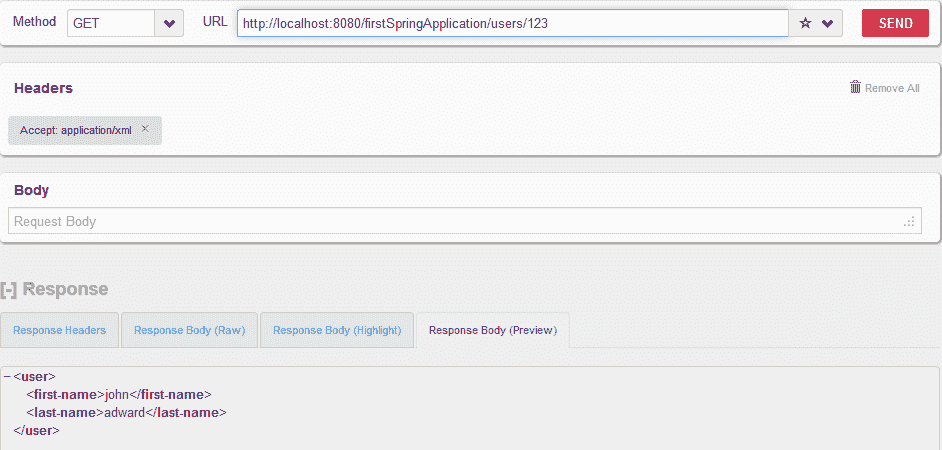 Method GET URL http://localhost:8080/firstSpringApplication/users/123 SEND
Headers Remove All
Accept: application/xml ×
Body
Request Body
[-] Response
Response Headers Response Body (Raw) Response Body (Highlight) Response Body (Preview)
–<user>
<first-name>john</first-name>
<last-name>adward</last-name>
</user>